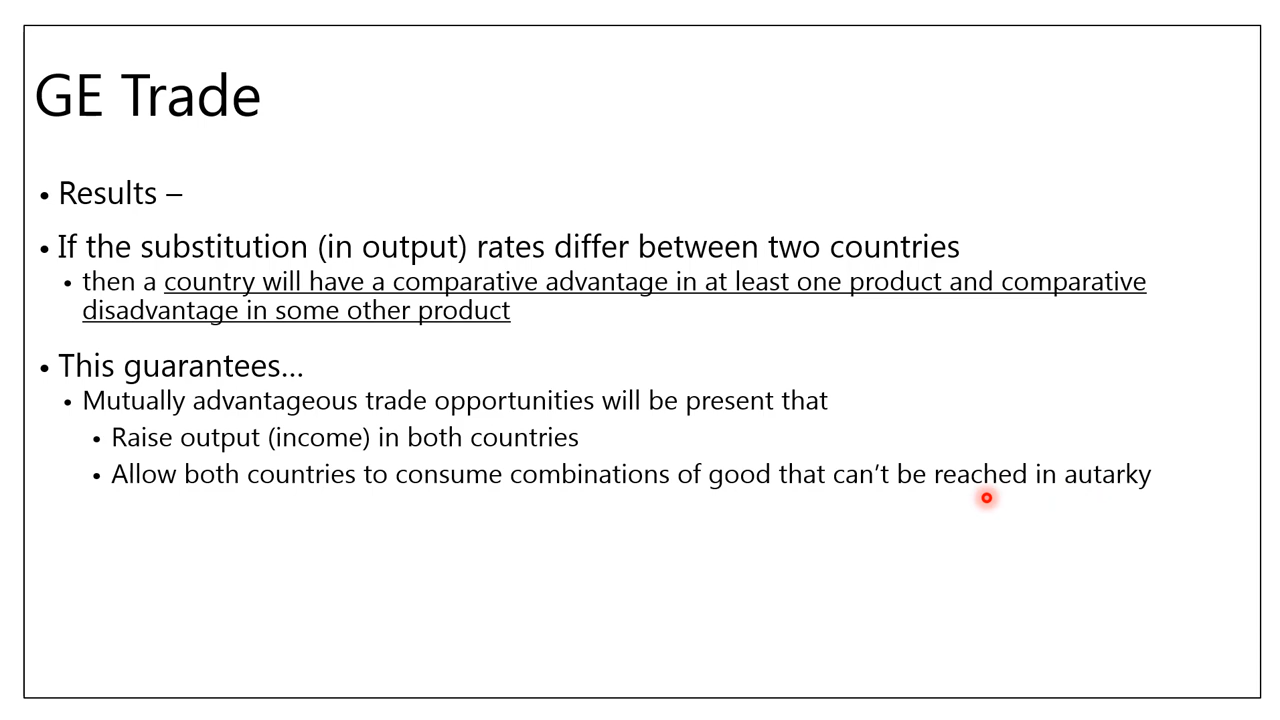 GE Trade
• Results –
• If the substitution (in output) rates differ between two countries
• then a country will have a comparative advantage in at least one product and comparative
disadvantage in some other product
• This guarantees...
• Mutually advantageous trade opportunities will be present that
• Raise output (income) in both countries
• Allow both countries to consume combinations of good that can’t be reached in autarky